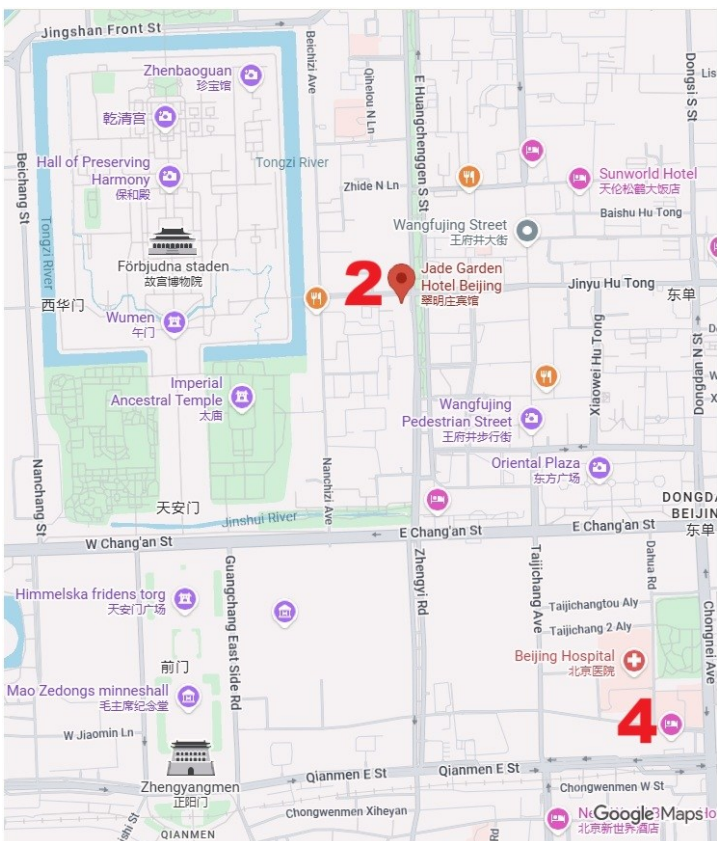 Jingshan Front St
Beichizi Ave
Qihelou N Ln
E Huangchenggen S St
Dongsi S St
Zhenbaoguan
珍宝馆
乾清宫
Beichang St
Hall of Preserving
Harmony
保和殿
Tongzi River
Zhide N Ln
Sunworld Hotel
天伦松鹤大饭店
Baishu Hu Tong
Tongzi River
Wangfujing Street
王府井大街
Förbjudna staden
故宫博物院
2
Jade Garden
Hotel Beijing
翠明庄宾馆
Jinyu Hu Tong
东单
西华门
Wumen
午门
Xiaowei Hu Tong
Dongdan N St
Imperial
Ancestral Temple
太庙
Wangfujing
Pedestrian Street
王府井步行街
Nanchang St
Nanchizi Ave
Oriental Plaza
东方广场
天安门
Jinshui River
DONGDA
BEIJIN
东单
W Chang'an St
E Chang'an St
E Chang'an St
Guangchang East Side Rd
Zhengyi Rd
Taijichang Ave
Dahua Rd
Chongnei Ave
Himmelska fridens torg
天安门广场
Taijichangtou Aly
Taijichang 2 Aly
前门
Beijing Hospital
北京医院
Mao Zedongs minneshall
毛主席纪念堂
4
W Jiaomin Ln
Zhengyangmen
正阳门
Qianmen E St
Qianmen E St
Chongwenmen W St
Chongwenmen Xiheyan
Google Maps
北京新世界酒店
QIANMEN